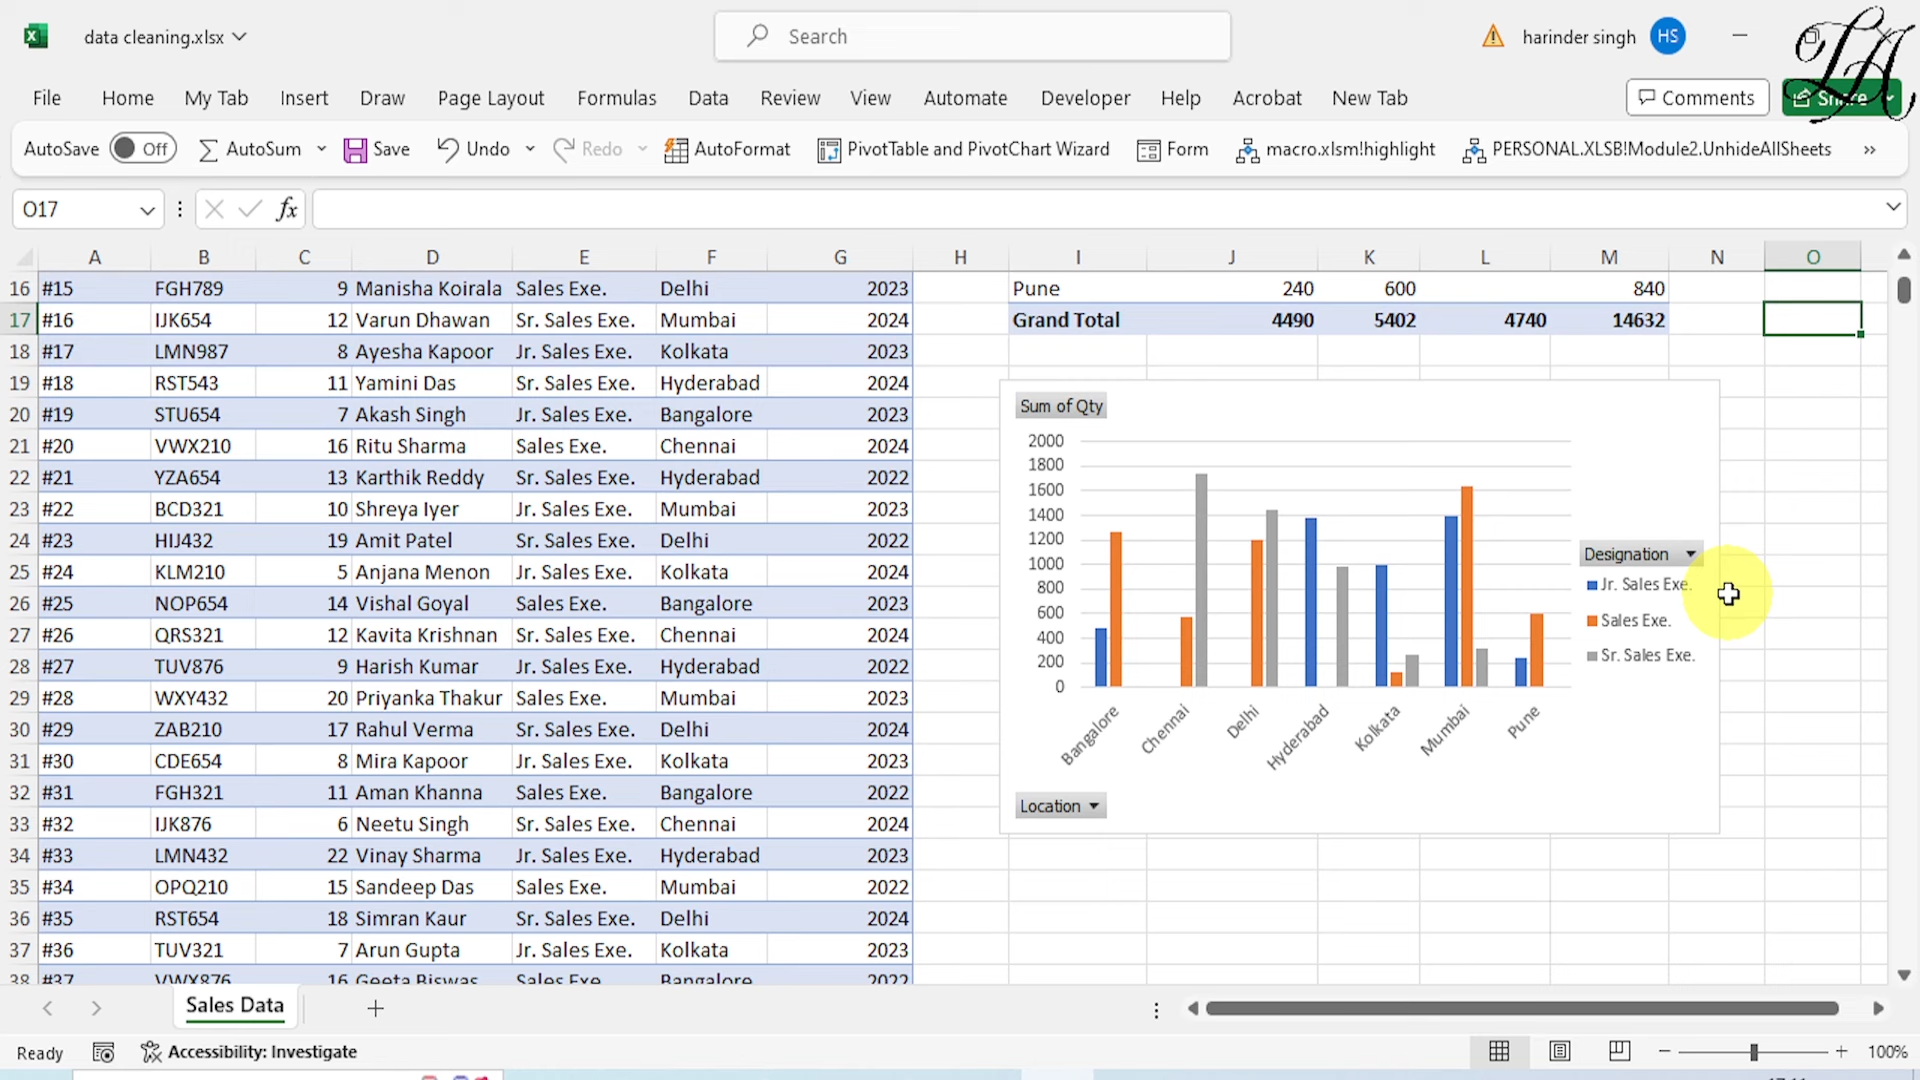 data cleaning.xlsx
Search
harinder singh
HS
LA
File Home My Tab Insert Draw Page Layout Formulas Data Review View Automate Developer Help Acrobat New Tab
Comments
Share
AutoSave Off AutoSum Save Undo Redo AutoFormat PivotTable and PivotChart Wizard Form macro.xlsm!highlight PERSONAL.XLSB!Module2.UnhideAllSheets
O17 fx
A B C D E F G H I J K L M N O
16 #15 FGH789 9 Manisha Koirala Sales Exe. Delhi 2023 Pune 240 600 840
17 #16 IJK654 12 Varun Dhawan Sr. Sales Exe. Mumbai 2024 Grand Total 4490 5402 4740 14632
18 #17 LMN987 8 Ayesha Kapoor Jr. Sales Exe. Kolkata 2023
19 #18 RST543 11 Yamini Das Sr. Sales Exe. Hyderabad 2024
20 #19 STU654 7 Akash Singh Jr. Sales Exe. Bangalore 2023
21 #20 VWX210 16 Ritu Sharma Sales Exe. Chennai 2024
22 #21 YZA654 13 Karthik Reddy Sr. Sales Exe. Hyderabad 2022
23 #22 BCD321 10 Shreya Iyer Jr. Sales Exe. Mumbai 2023
24 #23 HIJ432 19 Amit Patel Sr. Sales Exe. Delhi 2022
25 #24 KLM210 5 Anjana Menon Jr. Sales Exe. Kolkata 2023
26 #25 NOP654 14 Vishal Goyal Sales Exe. Bangalore 2023
27 #26 QRS321 12 Kavita Krishnan Sr. Sales Exe. Chennai 2024
28 #27 TUV876 9 Harish Kumar Jr. Sales Exe. Hyderabad 2022
29 #28 WXY432 20 Priyanka Thakur Sales Exe. Mumbai 2023
30 #29 ZAB210 17 Rahul Verma Sr. Sales Exe. Delhi 2024
31 #30 CDE654 8 Mira Kapoor Jr. Sales Exe. Kolkata 2023
32 #31 FGH321 11 Aman Khanna Sales Exe. Bangalore 2022
33 #32 IJK876 6 Neetu Singh Sr. Sales Exe. Chennai 2024
34 #33 LMN432 22 Vinay Sharma Jr. Sales Exe. Hyderabad 2023
35 #34 OPQ210 15 Sandeep Das Sales Exe. Mumbai 2022
36 #35 RST654 18 Simran Kaur Sr. Sales Exe. Delhi 2024
37 #36 TUV321 7 Arun Gupta Jr. Sales Exe. Kolkata 2023
38 #37 VWX876 16 Geeta Biswas Sales Exe. Bangalore 2022
Sum of Qty
2000
1800
1600
1400
1200
1000
800
600
400
200
0
Bangalore
Chennai
Delhi
Hyderabad
Kolkata
Mumbai
Pune
Designation
Jr. Sales Exe.
Sales Exe.
Sr. Sales Exe.
Location
Sales Data
Ready Accessibility: Investigate 100%